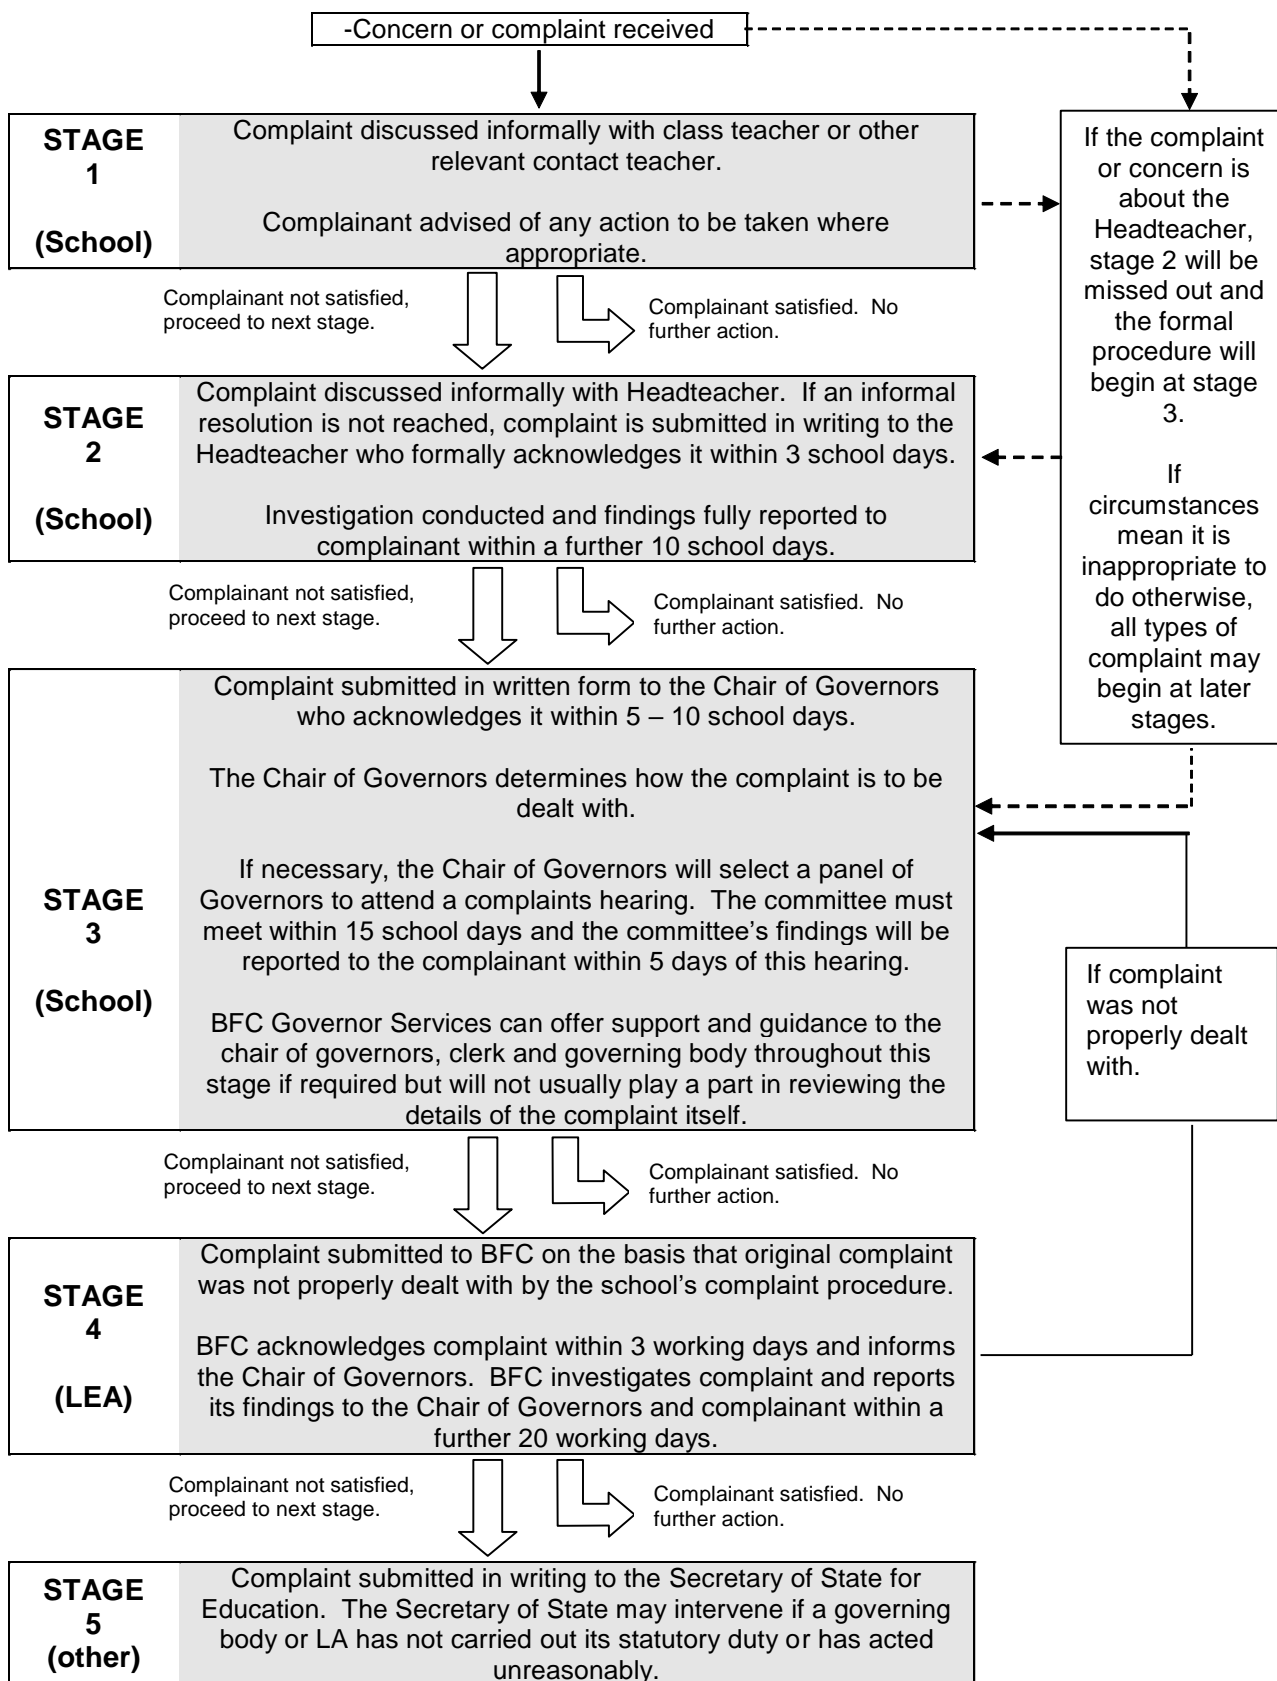 -Concern or complaint received
STAGE
1
(School)
Complaint discussed informally with class teacher or other
relevant contact teacher.
Complainant advised of any action to be taken where
appropriate.
If the complaint
or concern is
about the
Headteacher,
stage 2 will be
missed out and
the formal
procedure will
begin at stage
3.
If
circumstances
mean it is
inappropriate to
do otherwise,
all types of
complaint may
begin at later
stages.
Complainant not satisfied,
proceed to next stage.
Complainant satisfied.  No
further action.
STAGE
2
(School)
Complaint discussed informally with Headteacher.  If an informal
resolution is not reached, complaint is submitted in writing to the
Headteacher who formally acknowledges it within 3 school days.
Investigation conducted and findings fully reported to
complainant within a further 10 school days.
Complainant not satisfied,
proceed to next stage.
Complainant satisfied.  No
further action.
STAGE
3
(School)
Complaint submitted in written form to the Chair of Governors
who acknowledges it within 5 – 10 school days.
The Chair of Governors determines how the complaint is to be
dealt with.
If necessary, the Chair of Governors will select a panel of
Governors to attend a complaints hearing.  The committee must
meet within 15 school days and the committee’s findings will be
reported to the complainant within 5 days of this hearing.
BFC Governor Services can offer support and guidance to the
chair of governors, clerk and governing body throughout this
stage if required but will not usually play a part in reviewing the
details of the complaint itself.
If complaint
was not
properly dealt
with.
Complainant not satisfied,
proceed to next stage.
Complainant satisfied.  No
further action.
STAGE
4
(LEA)
Complaint submitted to BFC on the basis that original complaint
was not properly dealt with by the school’s complaint procedure.
BFC acknowledges complaint within 3 working days and informs
the Chair of Governors.  BFC investigates complaint and reports
its findings to the Chair of Governors and complainant within a
further 20 working days.
Complainant not satisfied,
proceed to next stage.
Complainant satisfied.  No
further action.
STAGE
5
(other)
Complaint submitted in writing to the Secretary of State for
Education.  The Secretary of State may intervene if a governing
body or LA has not carried out its statutory duty or has acted
unreasonably.